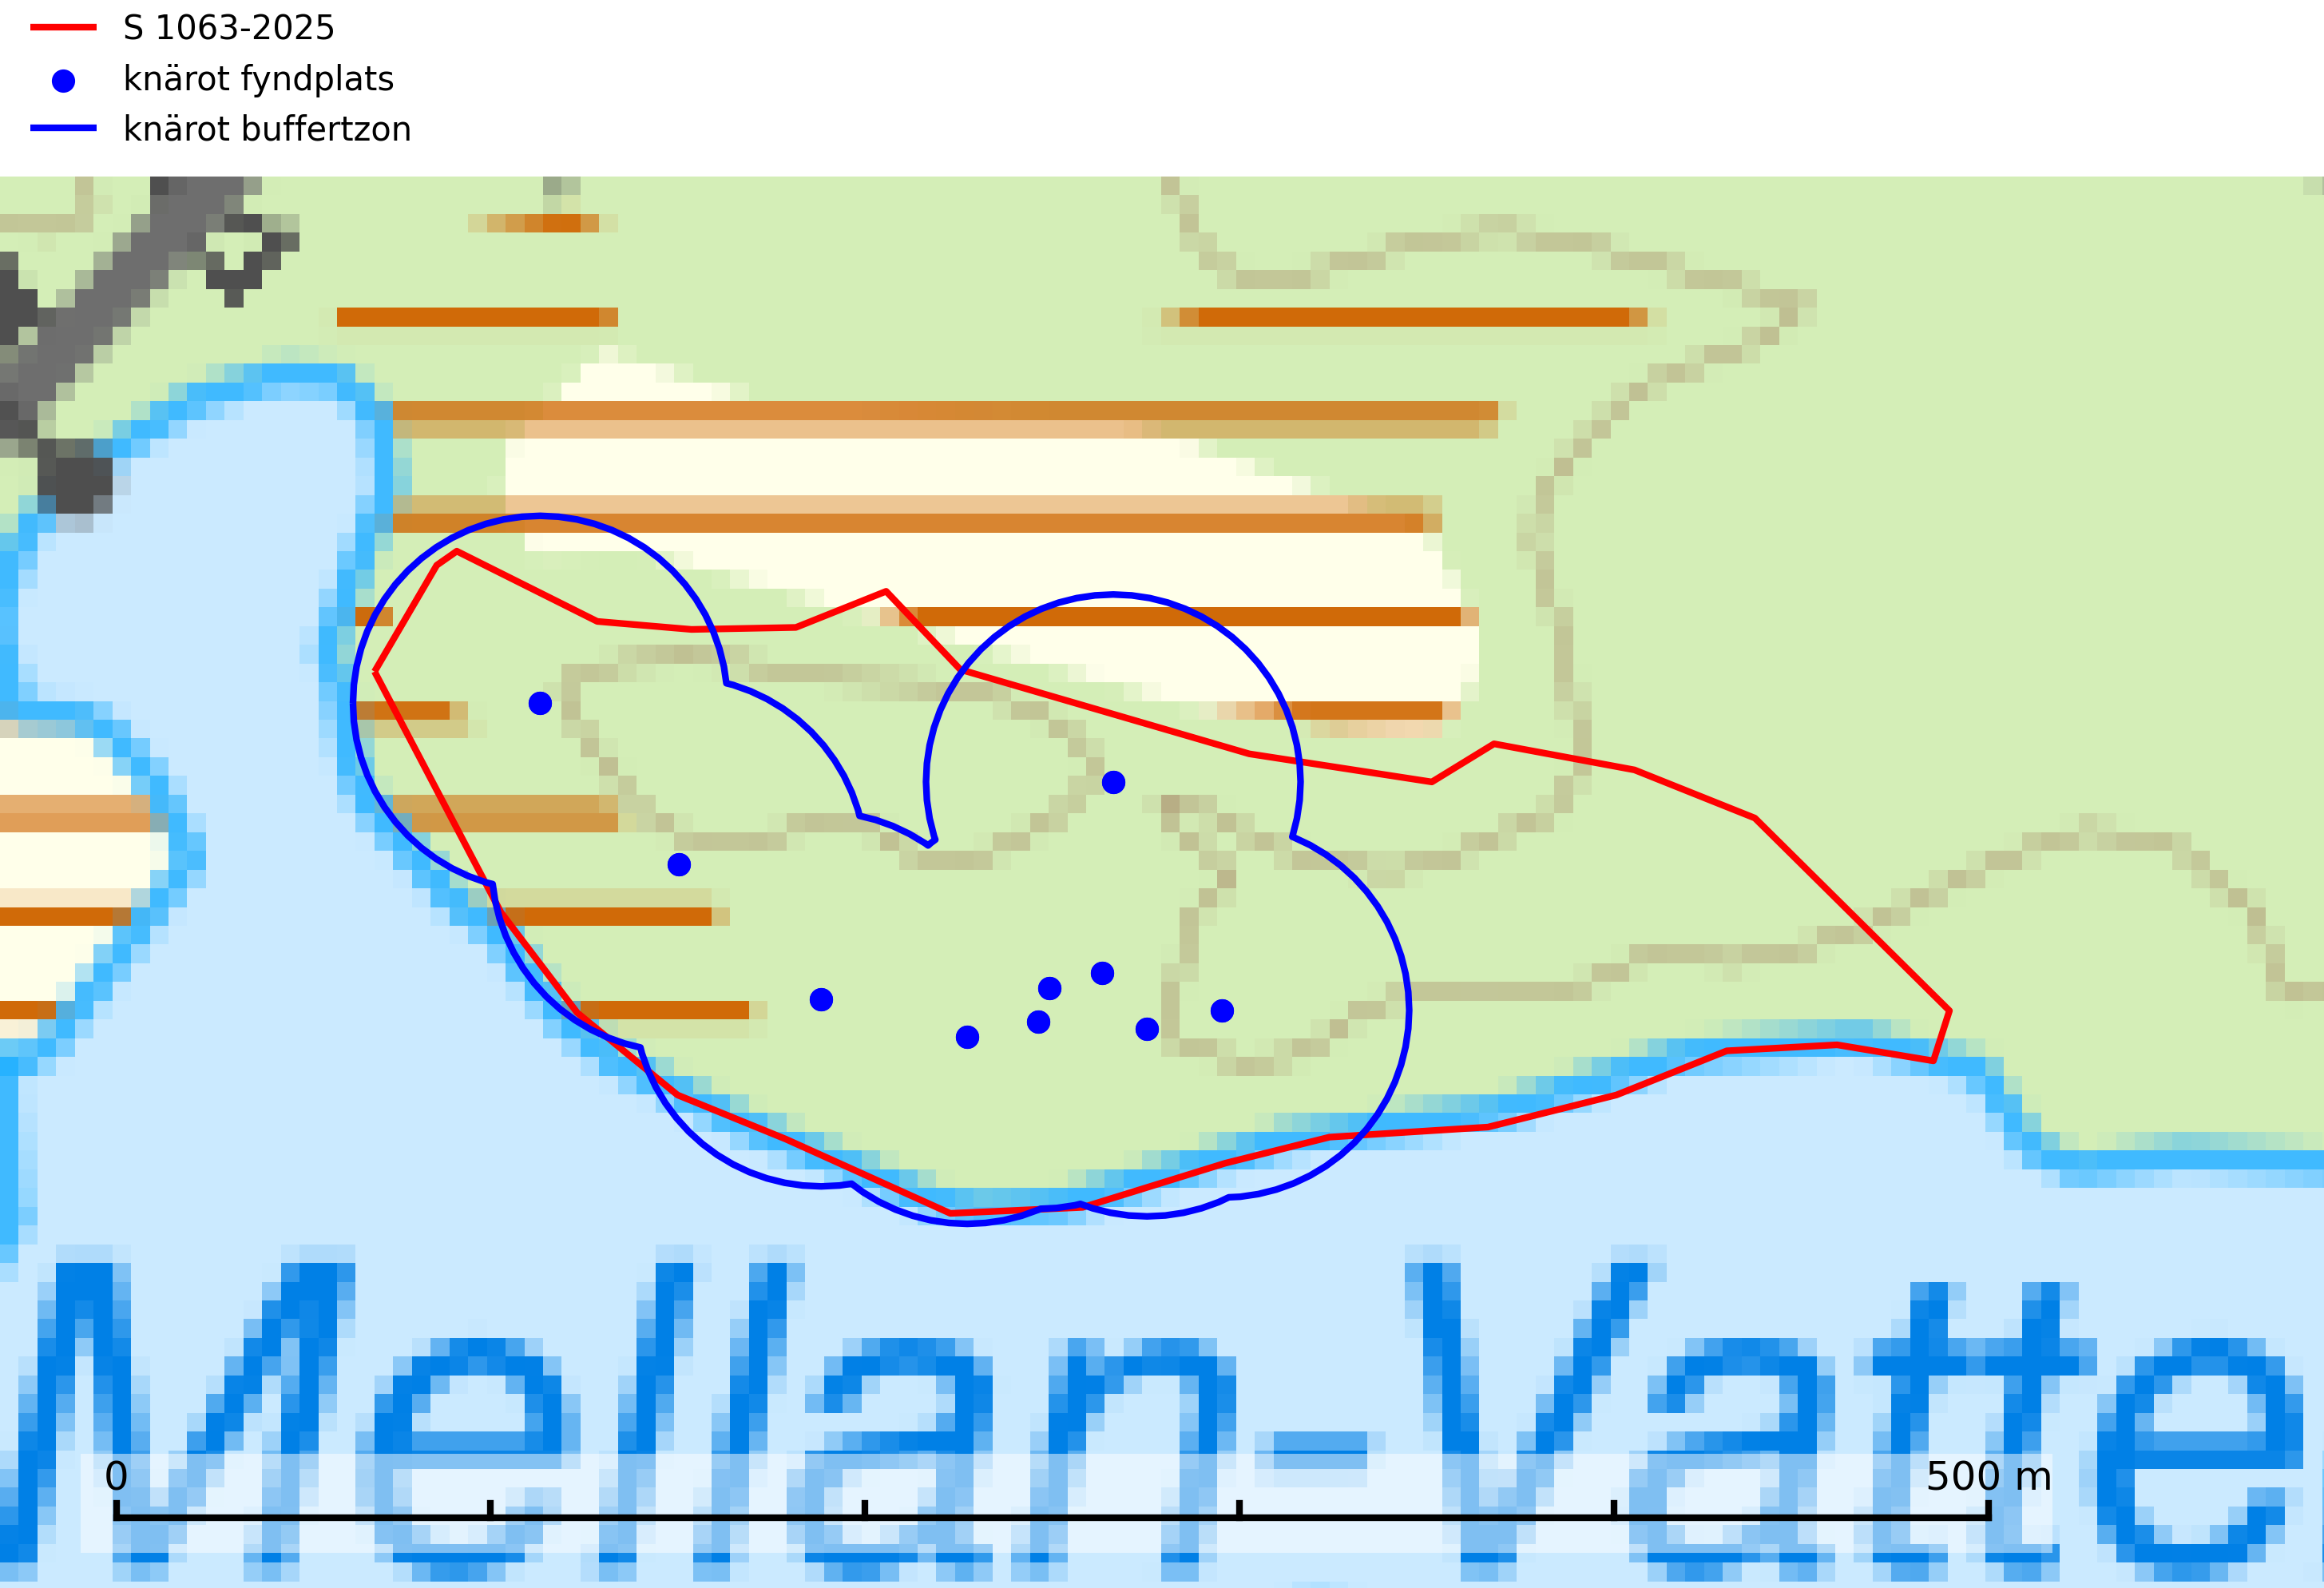 S 1063-2025
knärot fyndplats
knärot buffertzon
Mellan-Vatte
0
500 m